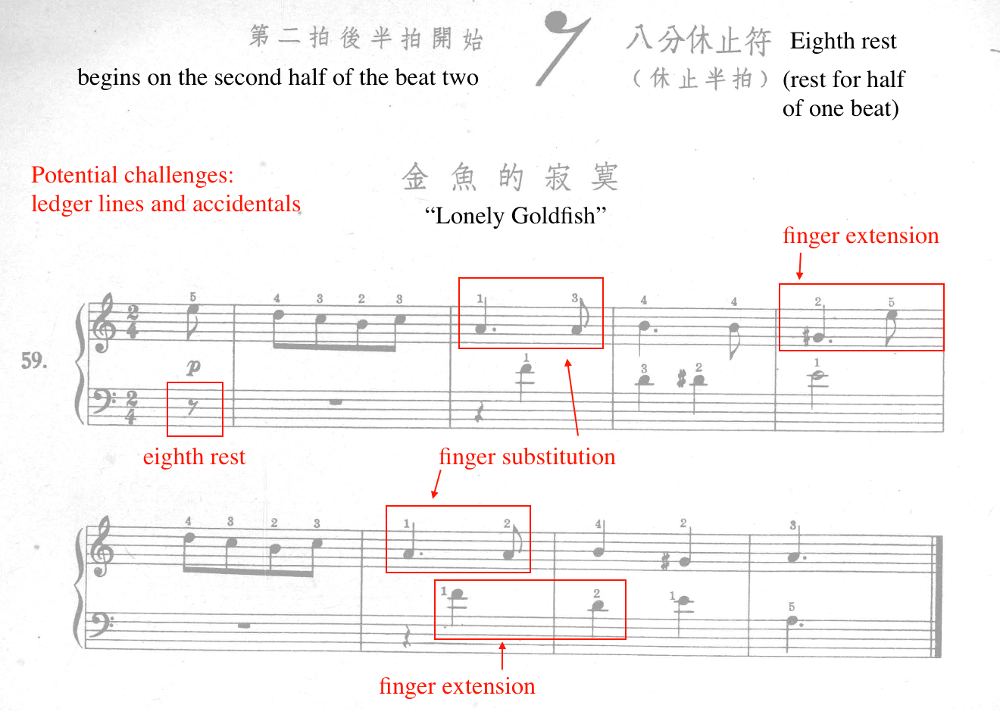 第二拍後半拍開始
begins on the second half of the beat two
八分休止符 Eighth rest
(休止半拍) (rest for half
of one beat)
Potential challenges:
ledger lines and accidentals
金魚的寂寞
“Lonely Goldfish”
finger extension
5 4 3 2 3 1 3 4 4 2 5
2 4
59.
p
1 3 2 1
2 4
eighth rest
finger substitution
4 3 2 3 1 2 4 2 3
1 2 1 5
finger extension